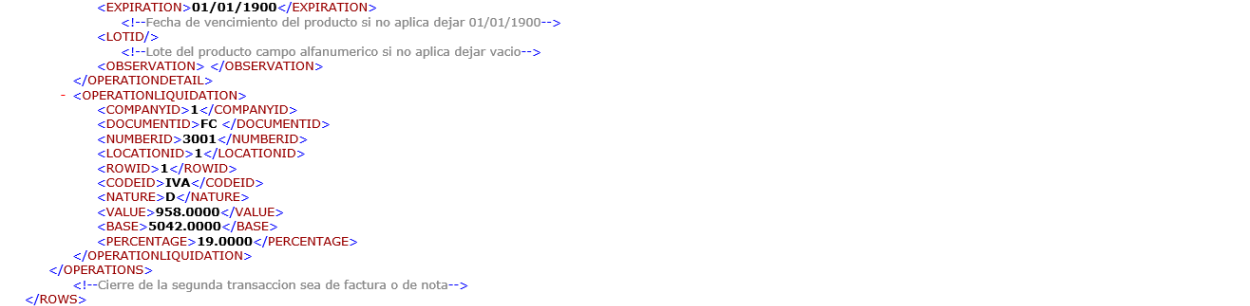 <EXPIRATION>01/01/1900</EXPIRATION>
<!--Fecha de vencimiento del producto si no aplica dejar 01/01/1900-->
<LOTID/>
<!--Lote del producto campo alfanumerico si no aplica dejar vacio-->
<OBSERVATION> </OBSERVATION>
</OPERATIONDETAIL>
- <OPERATIONLIQUIDATION>
<COMPANYID>1</COMPANYID>
<DOCUMENTID>FC </DOCUMENTID>
<NUMBERID>3001</NUMBERID>
<LOCATIONID>1</LOCATIONID>
<ROWID>1</ROWID>
<CODEID>IVA</CODEID>
<NATURE>D</NATURE>
<VALUE>958.0000</VALUE>
<BASE>5042.0000</BASE>
<PERCENTAGE>19.0000</PERCENTAGE>
</OPERATIONLIQUIDATION>
</OPERATIONS>
<!--Cierre de la segunda transaccion sea de factura o de nota-->
</ROWS>